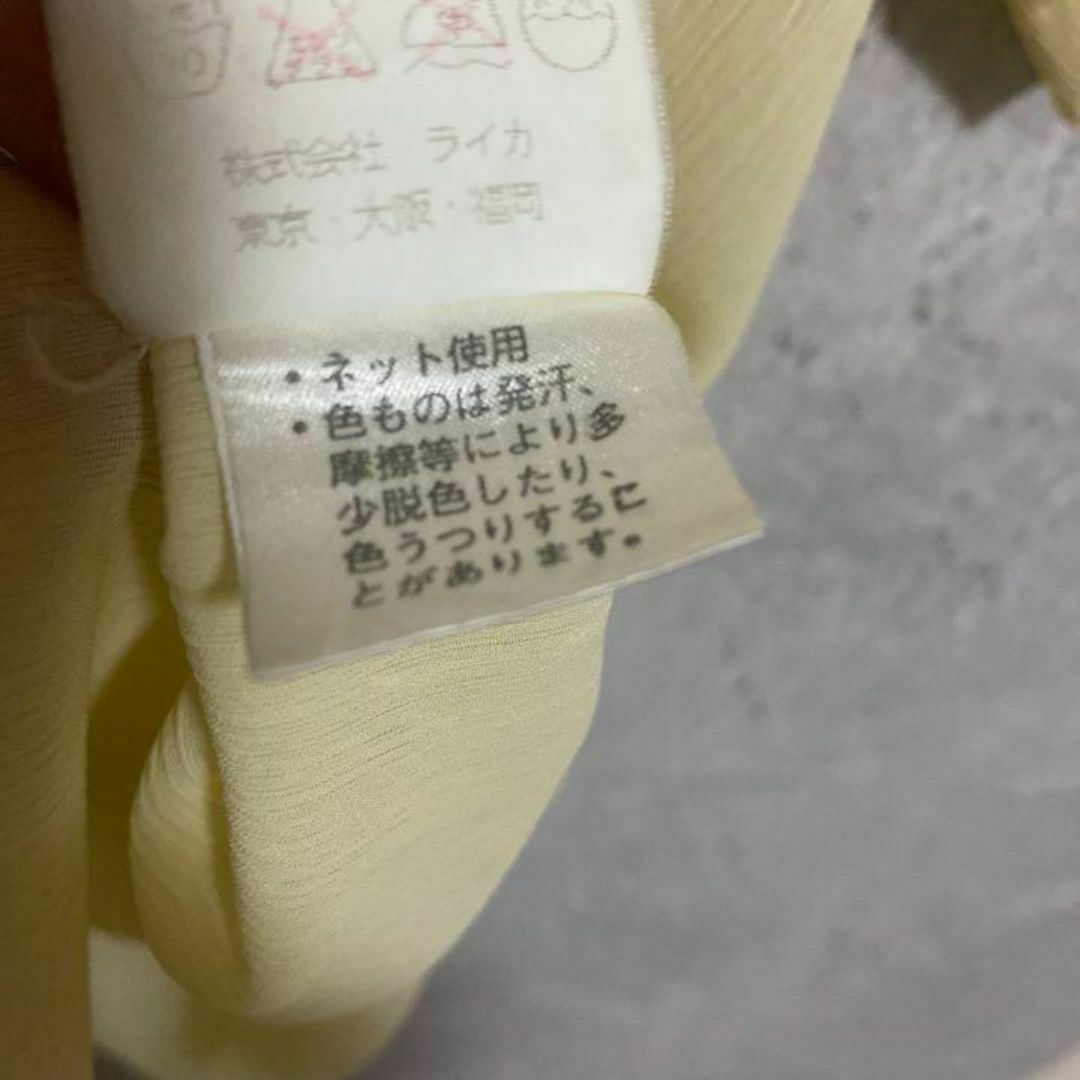 株式会社 ライカ
東京・大阪・福岡
・ネット使用
・色ものは発汗、
摩擦等により多
少脱色したり、
色うつりするこ
とがあります。